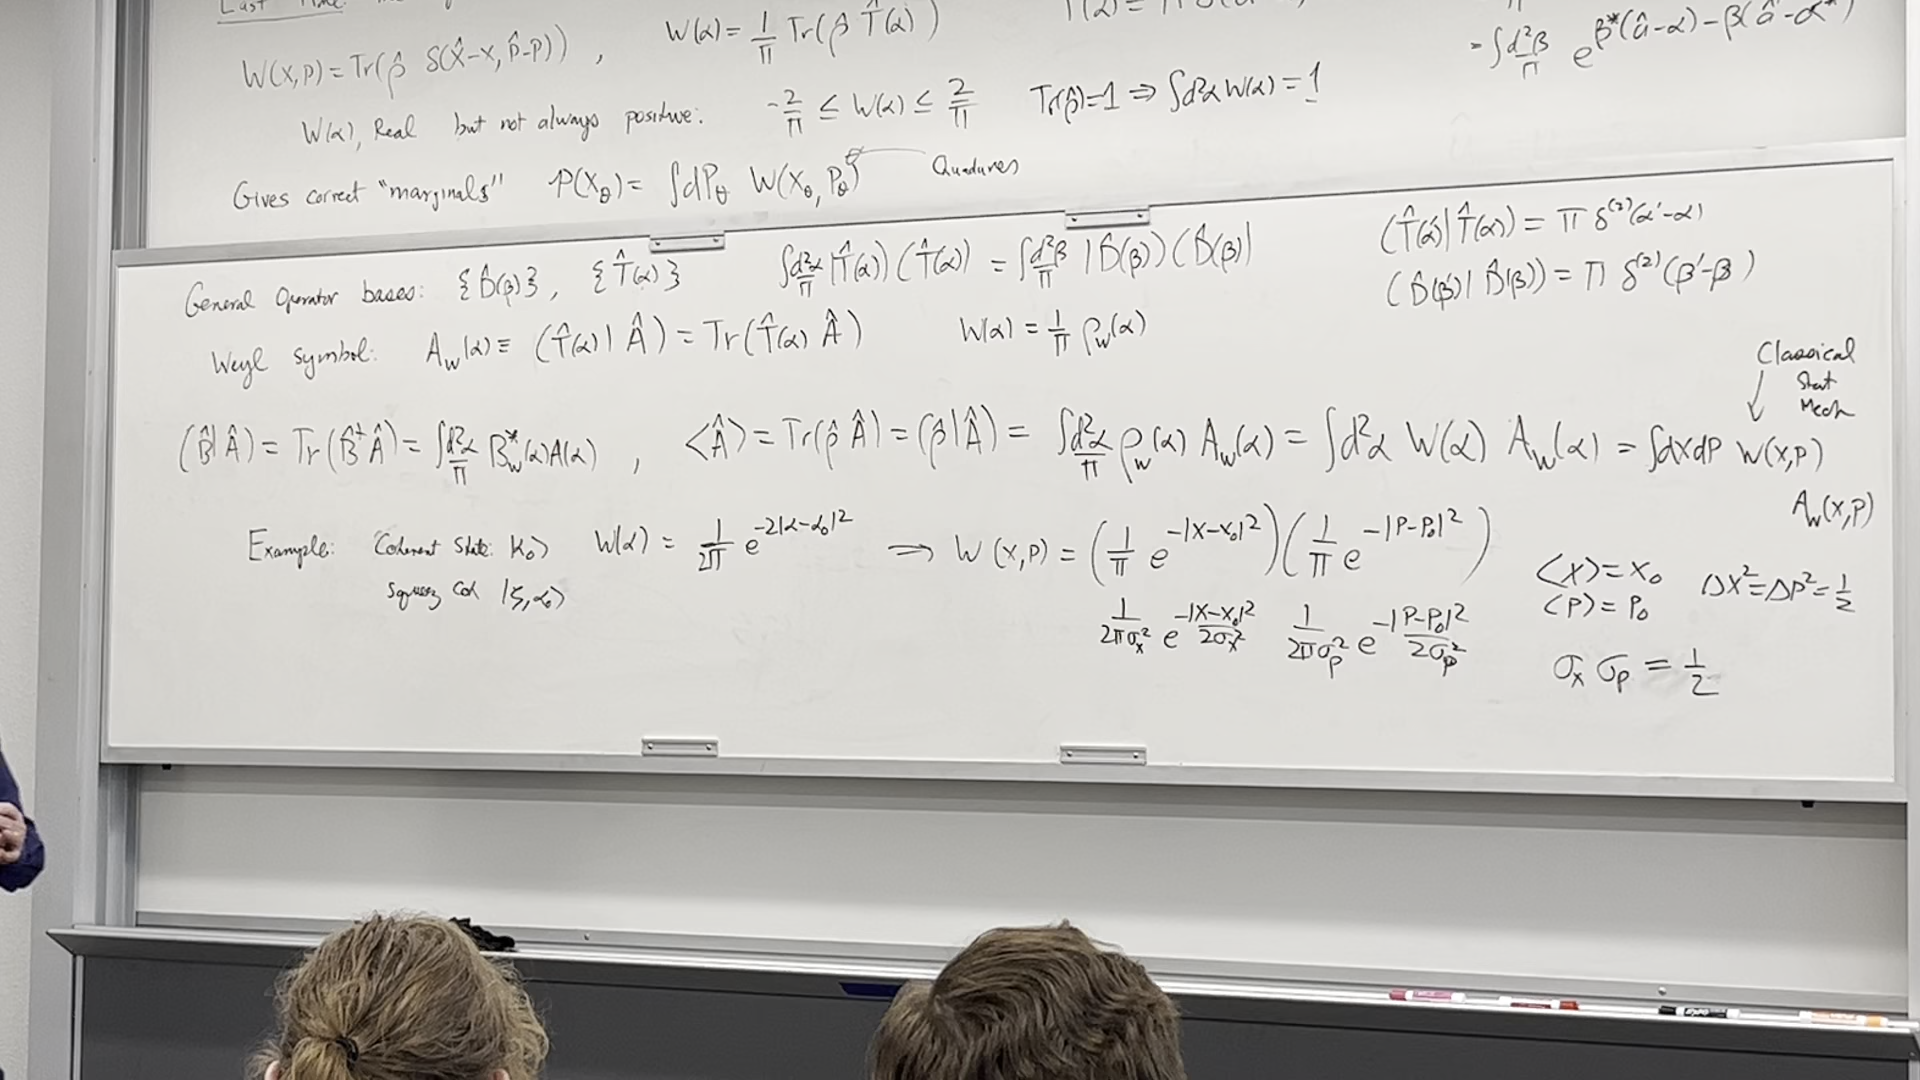 Last Time:
W(x,p) = Tr(ρ̂ δ(X̂-x, p̂-p)) , W(α) = 1/π Tr(ρ̂ T̂(α)) = ∫d²β/π e^{β*(â-α)-β(â-α*)}
W(α), Real but not always positive: -2/π ≤ W(α) ≤ 2/π Tr(ρ̂)=1 ⇒ ∫d²α W(α) = 1
Gives correct "marginals" P(X_θ) = ∫dP_θ W(X_θ, P_θ) Quadratures
General Operator bases: {D̂(β)}, {T̂(α)} ∫d²α/π |T̂(α))(T̂(α)| = ∫d²β/π |D̂(β))(D̂(β)| (T̂(α')|T̂(α)) = π δ⁽²⁾(α'-α)
(D̂(β')|D̂(β)) = π δ⁽²⁾(β'-β)
Weyl symbol: A_w(α) ≡ (T̂(α)|Â) = Tr(T̂(α) Â) W(α) = 1/π ρ_w(α)
Classical
Stat
Mech
(B̂|Â) = Tr(B̂†Â) = ∫d²α/π B_w*(α)A(α) , <Â> = Tr(ρ̂ Â) = (ρ̂|Â) = ∫d²α/π ρ_w(α) A_w(α) = ∫d²α W(α) A_w(α) = ∫dxdp W(x,p)
A_w(x,p)
Example: Coherent State: |α₀> W(α) = 1/2π e^{-2|α-α₀|²} ⇒ W(x,p) = (1/π e^{-|x-x₀|²})(1/π e^{-|P-P₀|²}) <x> = x₀ ΔX²=ΔP²=1/2
<p> = P₀
Squeezed Coh |ζ,α₀> 1/2πσ_x² e^{-|x-x₀|²/2σ_x²} 1/2πσ_p² e^{-|P-P₀|²/2σ_p²}
σ_x σ_p = 1/2